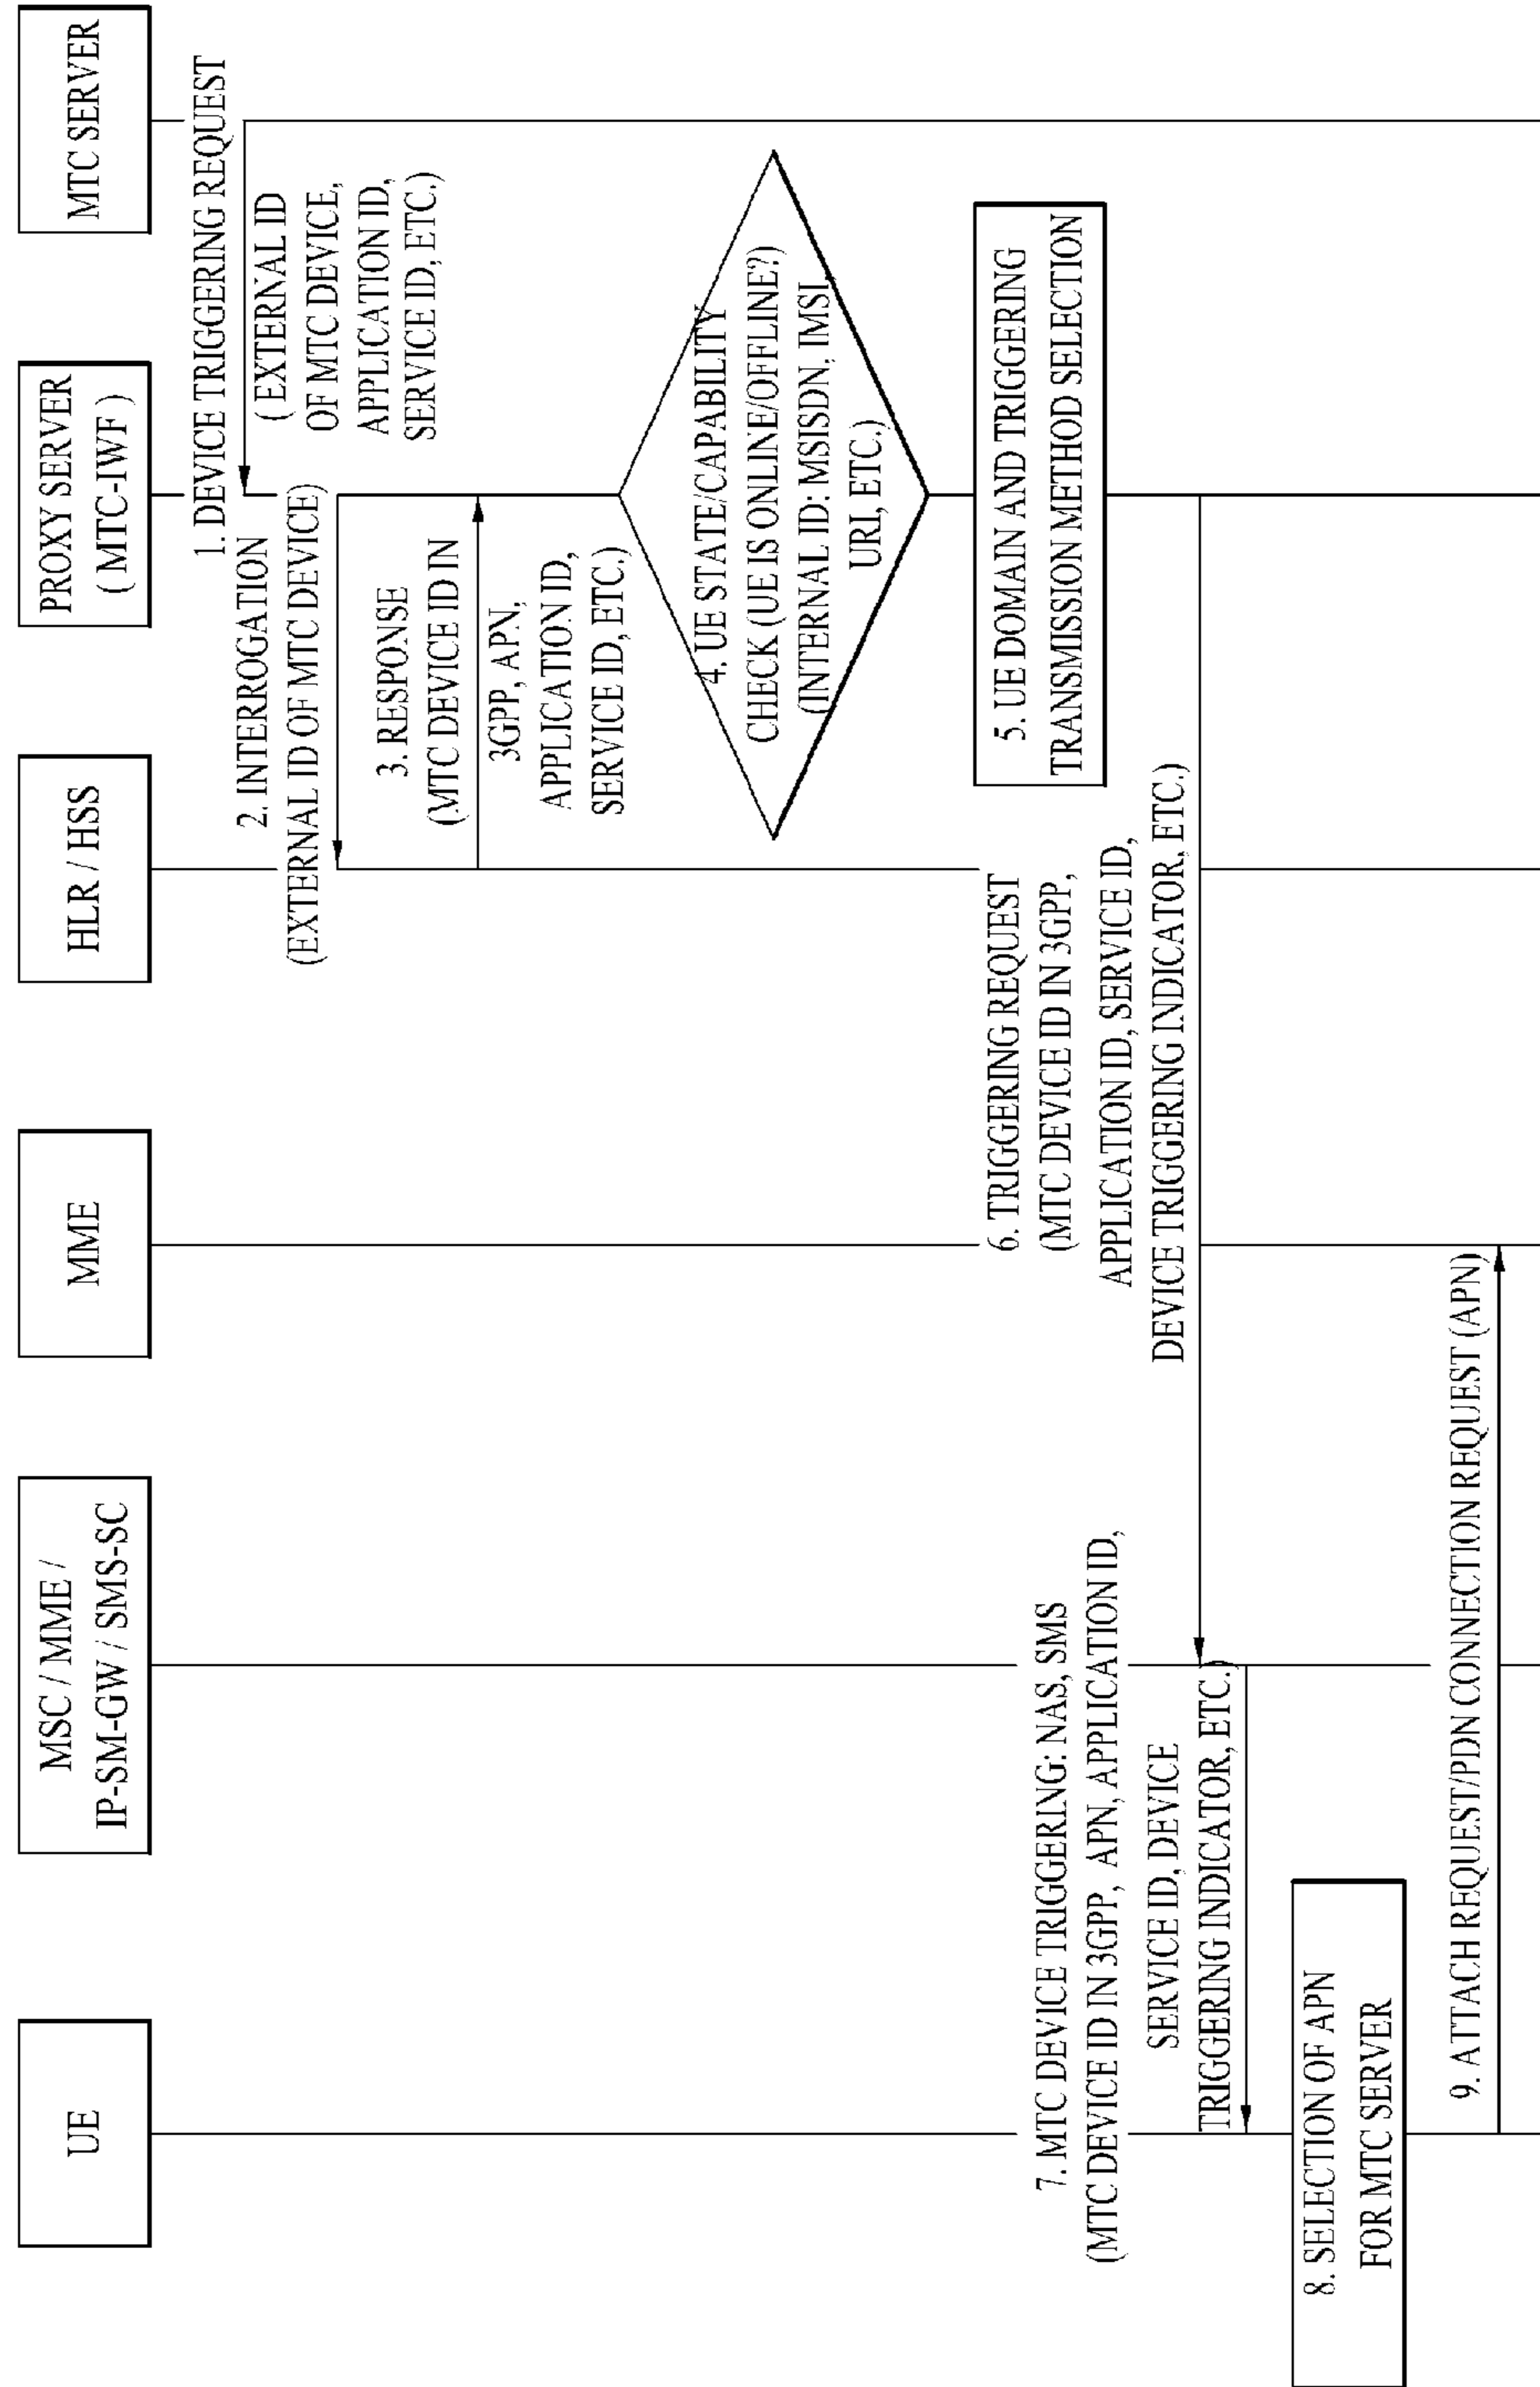 UE
MSC / MME /
IP-SM-GW / SMS-SC
MME
HLR / HSS
PROXY SERVER
( MTC-IWF )
MTC SERVER
1. DEVICE TRIGGERING REQUEST
( EXTERNAL ID
OF MTC DEVICE,
APPLICATION ID,
SERVICE ID, ETC.)
2. INTERROGATION
(EXTERNAL ID OF MTC DEVICE)
3. RESPONSE
(MTC DEVICE ID IN
3GPP, APN,
APPLICATION ID,
SERVICE ID, ETC.)
4. UE STATE/CAPABILITY
CHECK (UE IS ONLINE/OFFLINE?)
(INTERNAL ID: MSISDN, IMSI,
URI, ETC.)
5. UE DOMAIN AND TRIGGERING
TRANSMISSION METHOD SELECTION
6. TRIGGERING REQUEST
(MTC DEVICE ID IN 3GPP,
APPLICATION ID, SERVICE ID,
DEVICE TRIGGERING INDICATOR, ETC.)
7. MTC DEVICE TRIGGERING: NAS, SMS
(MTC DEVICE ID IN 3GPP, APN, APPLICATION ID,
SERVICE ID, DEVICE
TRIGGERING INDICATOR, ETC.)
8. SELECTION OF APN
FOR MTC SERVER
9. ATTACH REQUEST/PDN CONNECTION REQUEST (APN)